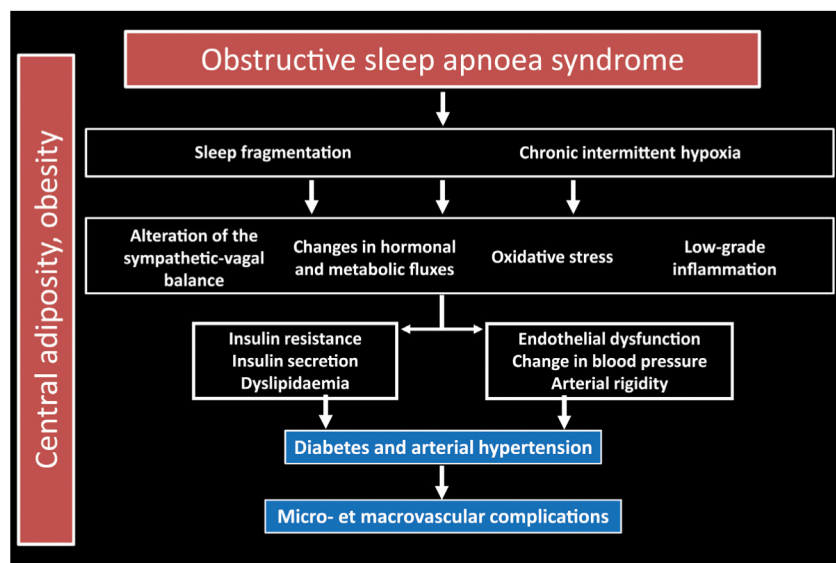 Obstructive sleep apnoea syndrome
Central adiposity, obesity
Sleep fragmentation
Chronic intermittent hypoxia
Alteration of the
sympathetic-vagal
balance
Changes in hormonal
and metabolic fluxes
Oxidative stress
Low-grade
inflammation
Insulin resistance
Insulin secretion
Dyslipidaemia
Endothelial dysfunction
Change in blood pressure
Arterial rigidity
Diabetes and arterial hypertension
Micro- et macrovascular complications